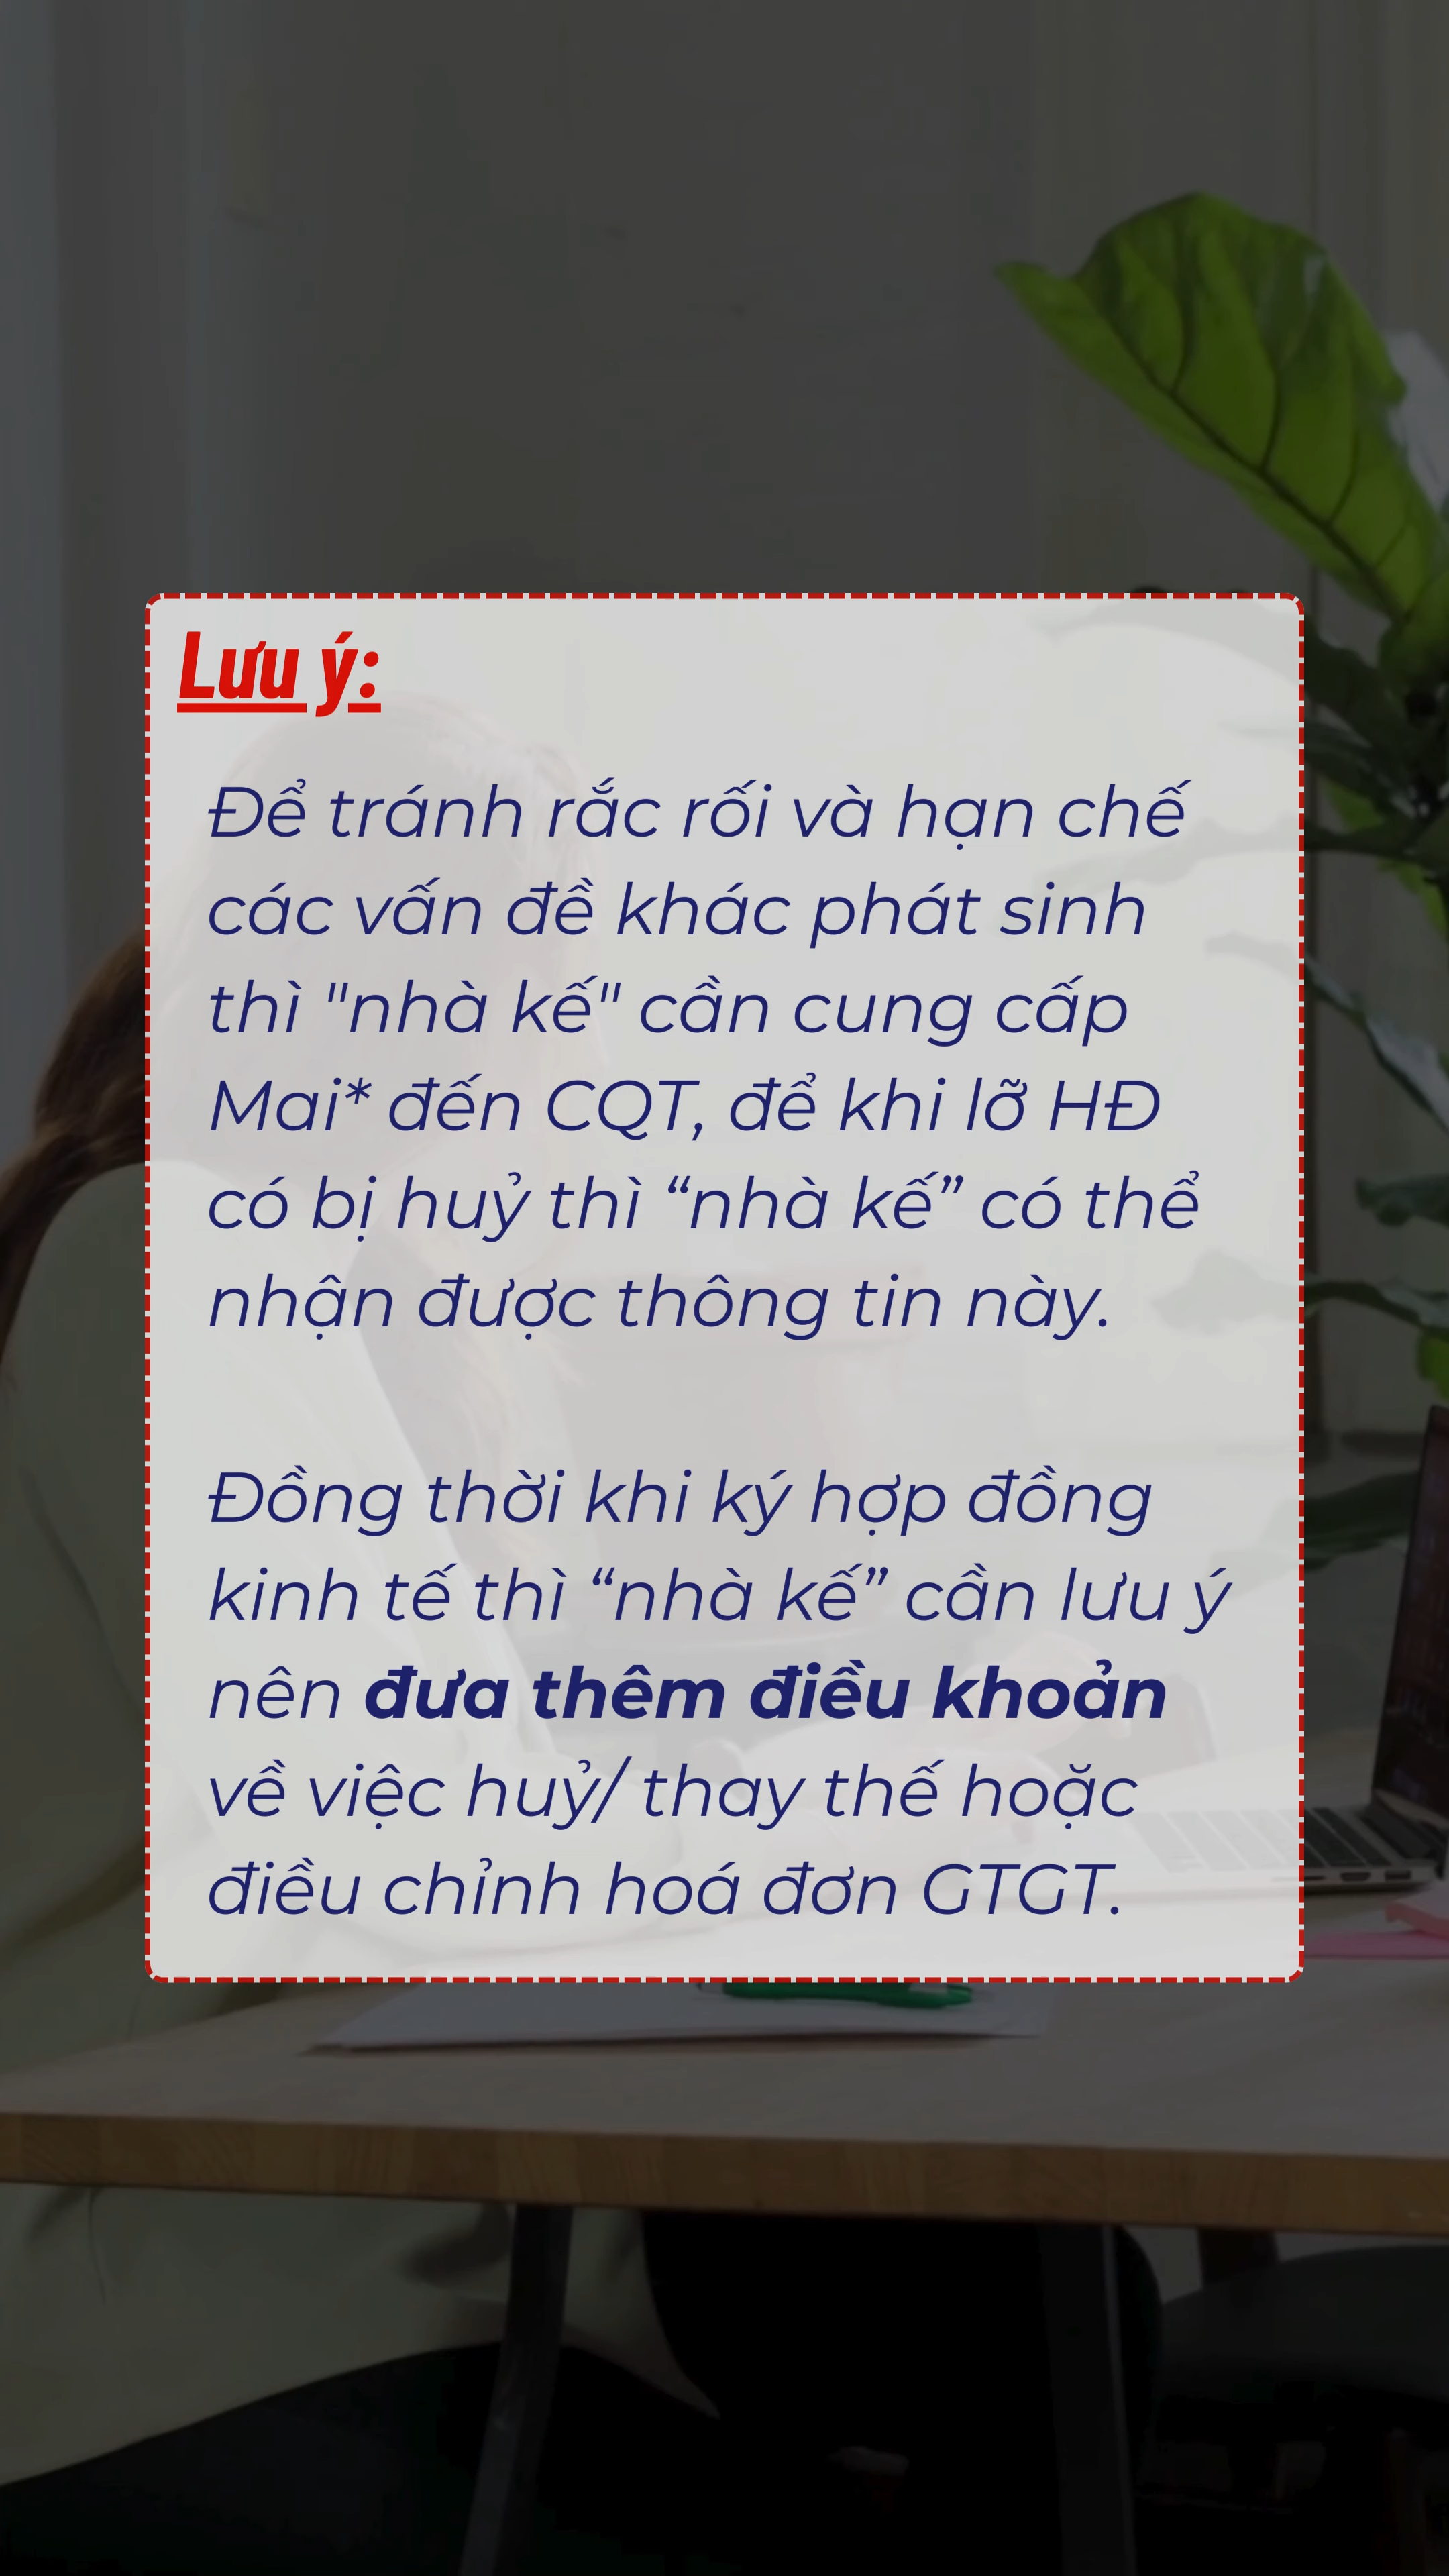 Lưu ý:
Để tránh rắc rối và hạn chế
các vấn đề khác phát sinh
thì "nhà kế" cần cung cấp
Mai* đến CQT, để khi lỡ HĐ
có bị huỷ thì “nhà kế” có thể
nhận được thông tin này.
Đồng thời khi ký hợp đồng
kinh tế thì “nhà kế” cần lưu ý
nên đưa thêm điều khoản
về việc huỷ/ thay thế hoặc
điều chỉnh hoá đơn GTGT.